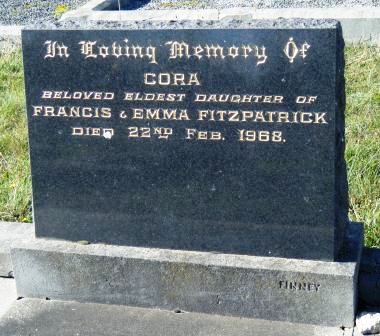 In Loving Memory Of
CORA
BELOVED ELDEST DAUGHTER OF
FRANCIS & EMMA FITZPATRICK
DIED 22ND FEB. 1968.
FINNEY